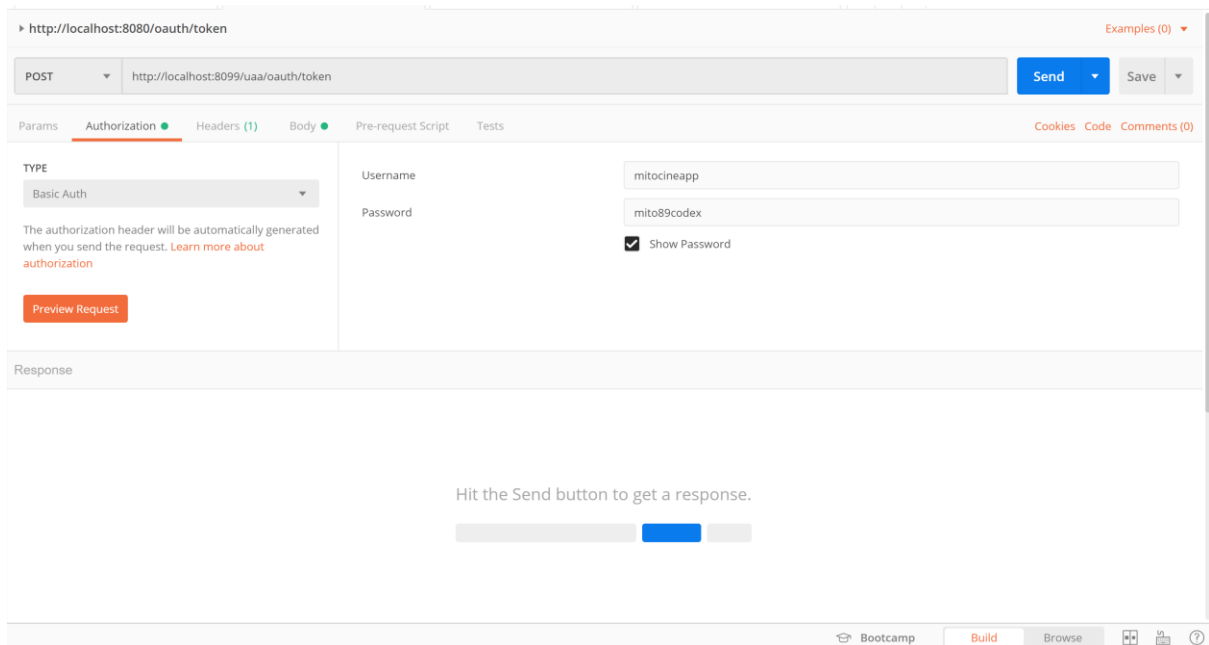 http://localhost:8080/oauth/token
Examples (0)
POST
http://localhost:8099/uaa/oauth/token
Send
Save
Params
Authorization
Headers (1)
Body
Pre-request Script
Tests
Cookies
Code
Comments (0)
TYPE
Basic Auth
The authorization header will be automatically generated
when you send the request. Learn more about
authorization
Preview Request
Username
mitocineapp
Password
mito89codex
Show Password
Response
Hit the Send button to get a response.
Bootcamp
Build
Browse